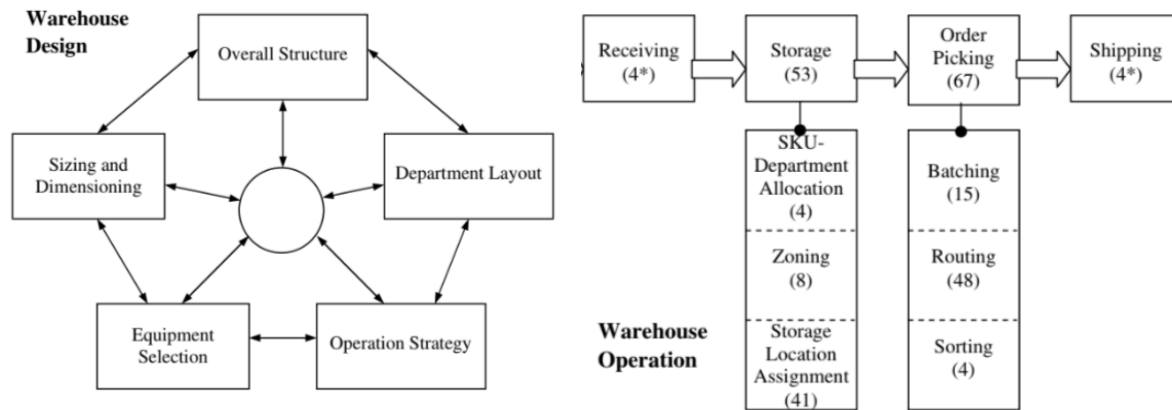 Warehouse
Design
Overall Structure
Sizing and
Dimensioning
Department Layout
Equipment
Selection
Operation Strategy
Receiving
(4*)
Storage
(53)
Order
Picking
(67)
Shipping
(4*)
SKU-
Department
Allocation
(4)
Zoning
(8)
Storage
Location
Assignment
(41)
Batching
(15)
Routing
(48)
Sorting
(4)
Warehouse
Operation